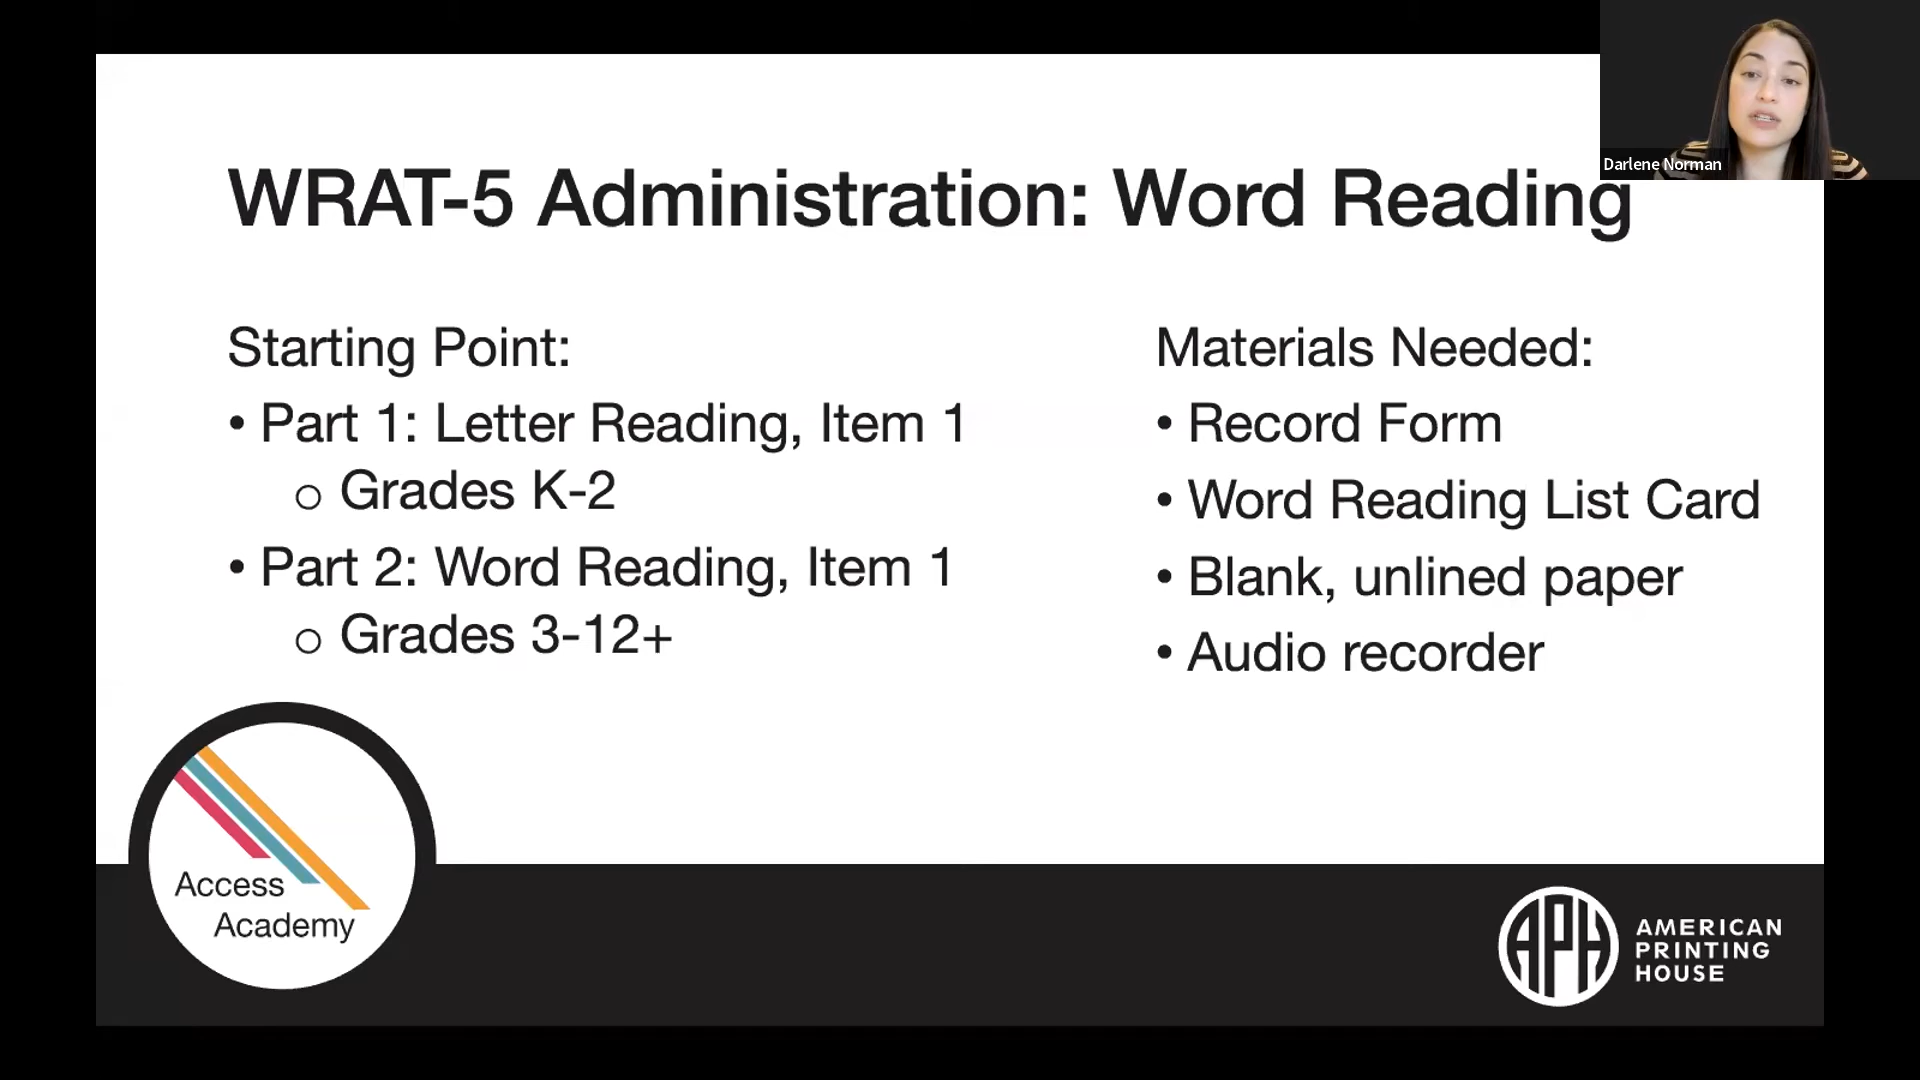 Darlene Norman
WRAT-5 Administration: Word Reading
Starting Point:
• Part 1: Letter Reading, Item 1
o Grades K-2
• Part 2: Word Reading, Item 1
o Grades 3-12+
Materials Needed:
• Record Form
• Word Reading List Card
• Blank, unlined paper
• Audio recorder
Access
Academy
APH
AMERICAN
PRINTING
HOUSE